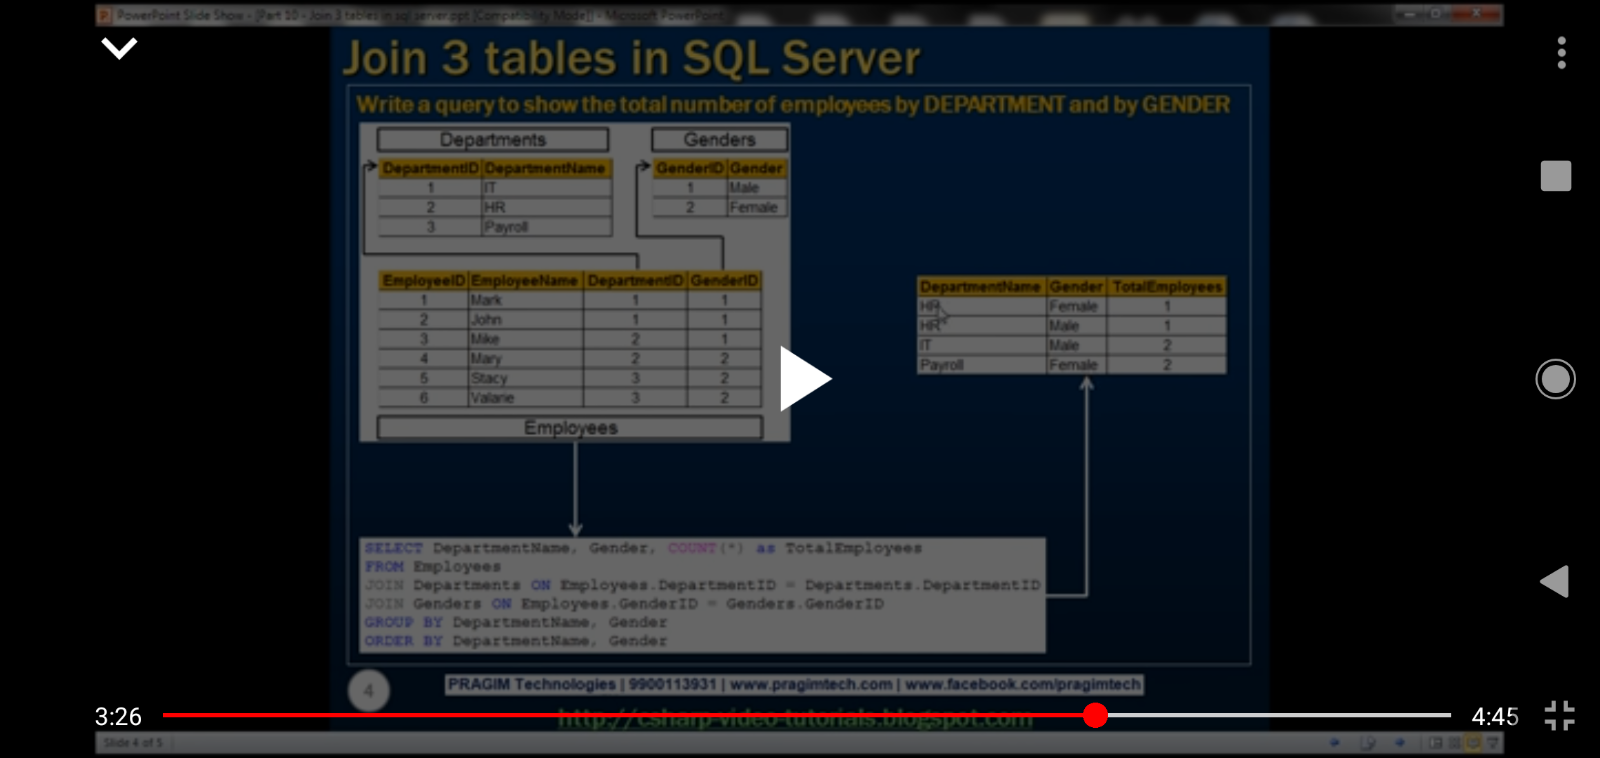 PowerPoint Slide Show - [Part 10 - Join 3 tables in sql server.ppt [Compatibility Mode]] - Microsoft PowerPoint
Join 3 tables in SQL Server
Write a query to show the total number of employees by DEPARTMENT and by GENDER
Departments
DepartmentID DepartmentName
1 IT
2 HR
3 Payroll
Genders
GenderID Gender
1 Male
2 Female
EmployeeID EmployeeName DepartmentID GenderID
1 Mark 1 1
2 John 1 1
3 Mike 2 1
4 Mary 2 2
5 Stacy 3 2
6 Valarie 3 2
Employees
DepartmentName Gender TotalEmployees
HR Female 1
HR Male 1
IT Male 2
Payroll Female 2
SELECT DepartmentName, Gender, COUNT(*) as TotalEmployees
FROM Employees
JOIN Departments ON Employees.DepartmentID = Departments.DepartmentID
JOIN Genders ON Employees.GenderID = Genders.GenderID
GROUP BY DepartmentName, Gender
ORDER BY DepartmentName, Gender
4
PRAGIM Technologies | 9900113931 | www.pragimtech.com | www.facebook.com/pragimtech
http://csharp-video-tutorials.blogspot.com
3:26
4:45
Slide 4 of 5